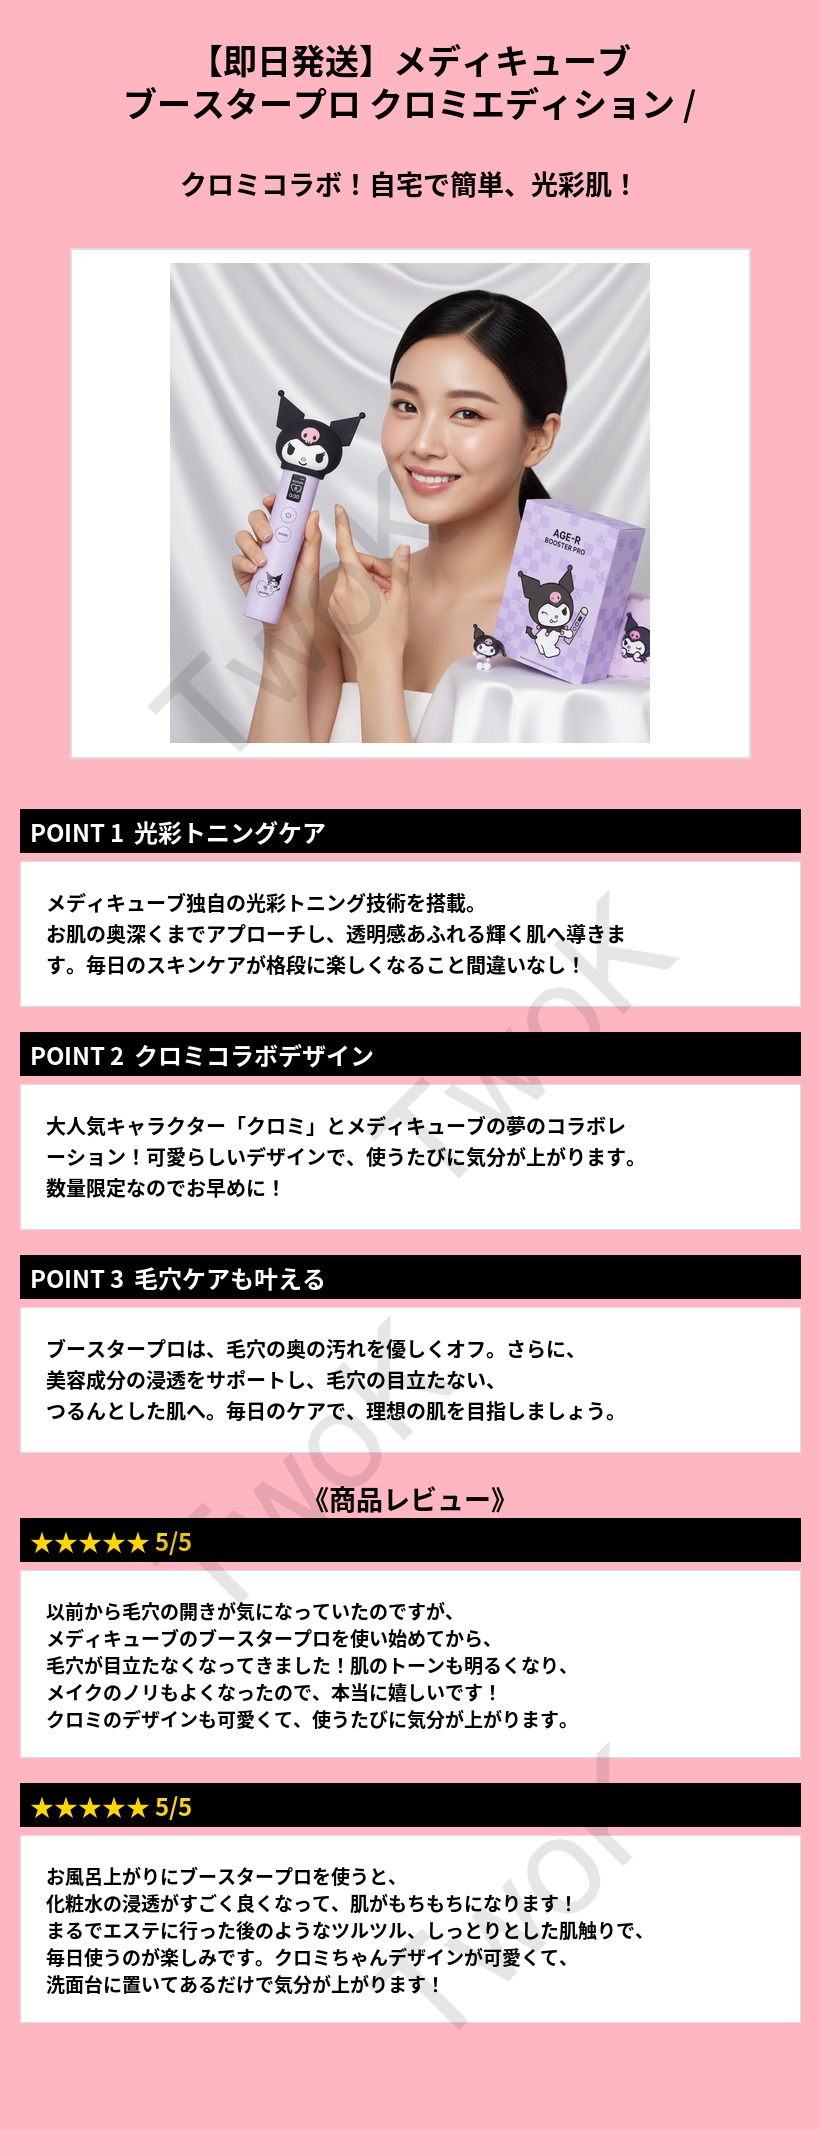 【即日発送】メディキューブ
ブースタープロ クロミエディション /
クロミコラボ！自宅で簡単、光彩肌！
AGE-R
BOOSTER PRO
TwoK
POINT 1 光彩トニングケア
メディキューブ独自の光彩トニング技術を搭載。
お肌の奥深くまでアプローチし、透明感あふれる輝く肌へ導きま
す。毎日のスキンケアが格段に楽しくなること間違いなし！
TwoK
POINT 2 クロミコラボデザイン
大人気キャラクター「クロミ」とメディキューブの夢のコラボレ
ーション！可愛らしいデザインで、使うたびに気分が上がります。
数量限定なのでお早めに！
POINT 3 毛穴ケアも叶える
ブースタープロは、毛穴の奥の汚れを優しくオフ。さらに、
美容成分の浸透をサポートし、毛穴の目立たない、
つるんとした肌へ。毎日のケアで、理想の肌を目指しましょう。
TwoK
《商品レビュー》
★★★★★ 5/5
以前から毛穴の開きが気になっていたのですが、
メディキューブのブースタープロを使い始めてから、
毛穴が目立たなくなってきました！肌のトーンも明るくなり、
メイクのノリもよくなったので、本当に嬉しいです！
クロミのデザインも可愛くて、使うたびに気分が上がります。
★★★★★ 5/5
お風呂上がりにブースタープロを使うと、
化粧水の浸透がすごく良くなって、肌がもちもちになります！
まるでエステに行った後のようなツルツル、しっとりとした肌触りで、
毎日使うのが楽しみです。クロミちゃんデザインが可愛くて、
洗面台に置いてあるだけで気分が上がります！
TwoK